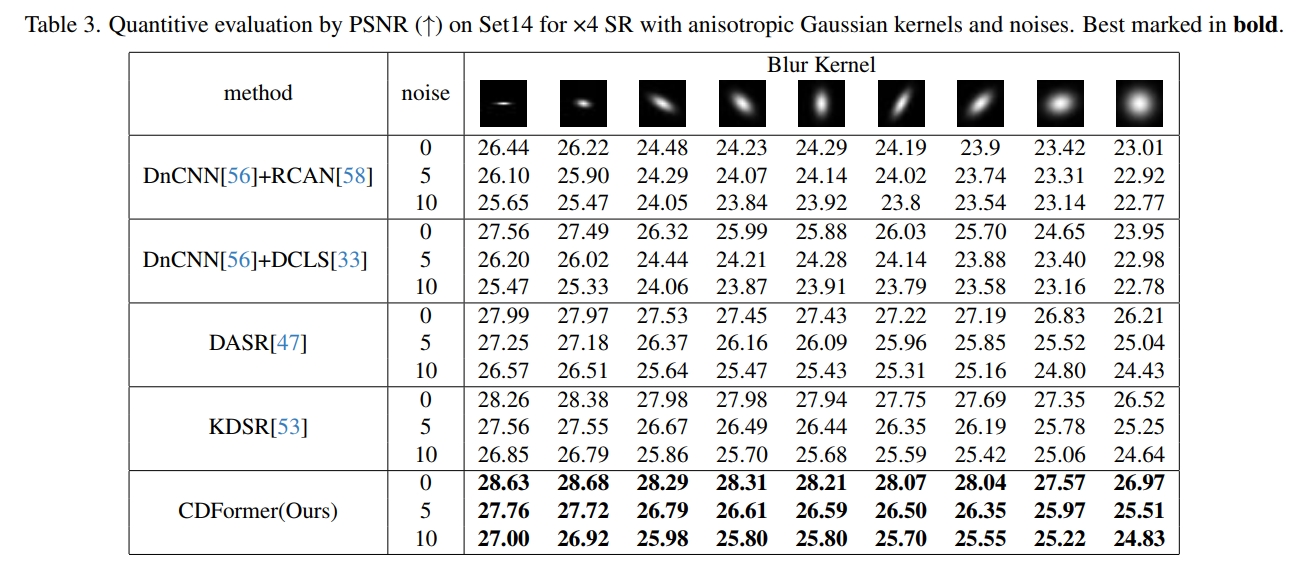 Table 3. Quantitive evaluation by PSNR (↑) on Set14 for ×4 SR with anisotropic Gaussian kernels and noises. Best marked in bold.
method noise Blur Kernel
0 26.44 26.22 24.48 24.23 24.29 24.19 23.9 23.42 23.01
DnCNN[56]+RCAN[58] 5 26.10 25.90 24.29 24.07 24.14 24.02 23.74 23.31 22.92
10 25.65 25.47 24.05 23.84 23.92 23.8 23.54 23.14 22.77
0 27.56 27.49 26.32 25.99 25.88 26.03 25.70 24.65 23.95
DnCNN[56]+DCLS[33] 5 26.20 26.02 24.44 24.21 24.28 24.14 23.88 23.40 22.98
10 25.47 25.33 24.06 23.87 23.91 23.79 23.58 23.16 22.78
0 27.99 27.97 27.53 27.45 27.43 27.22 27.19 26.83 26.21
DASR[47] 5 27.25 27.18 26.37 26.16 26.09 25.96 25.85 25.52 25.04
10 26.57 26.51 25.64 25.47 25.43 25.31 25.16 24.80 24.43
0 28.26 28.38 27.98 27.98 27.94 27.75 27.69 27.35 26.52
KDSR[53] 5 27.56 27.55 26.67 26.49 26.44 26.35 26.19 25.78 25.25
10 26.85 26.79 25.86 25.70 25.68 25.59 25.42 25.06 24.64
0 28.63 28.68 28.29 28.31 28.21 28.07 28.04 27.57 26.97
CDFormer(Ours) 5 27.76 27.72 26.79 26.61 26.59 26.50 26.35 25.97 25.51
10 27.00 26.92 25.98 25.80 25.80 25.70 25.55 25.22 24.83